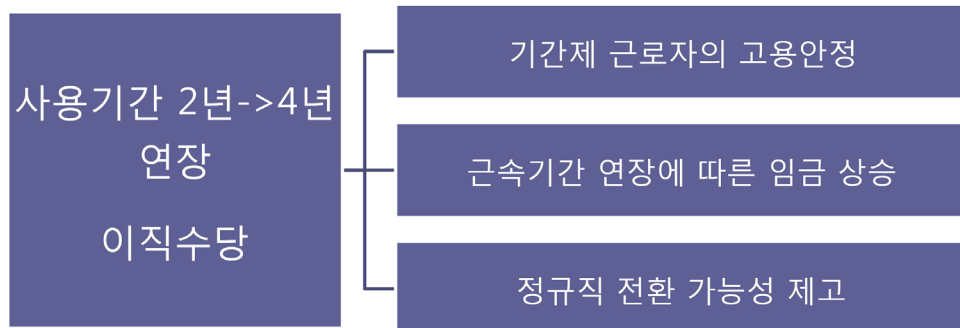 사용기간 2년->4년
연장
이직수당
기간제 근로자의 고용안정
근속기간 연장에 따른 임금 상승
정규직 전환 가능성 제고